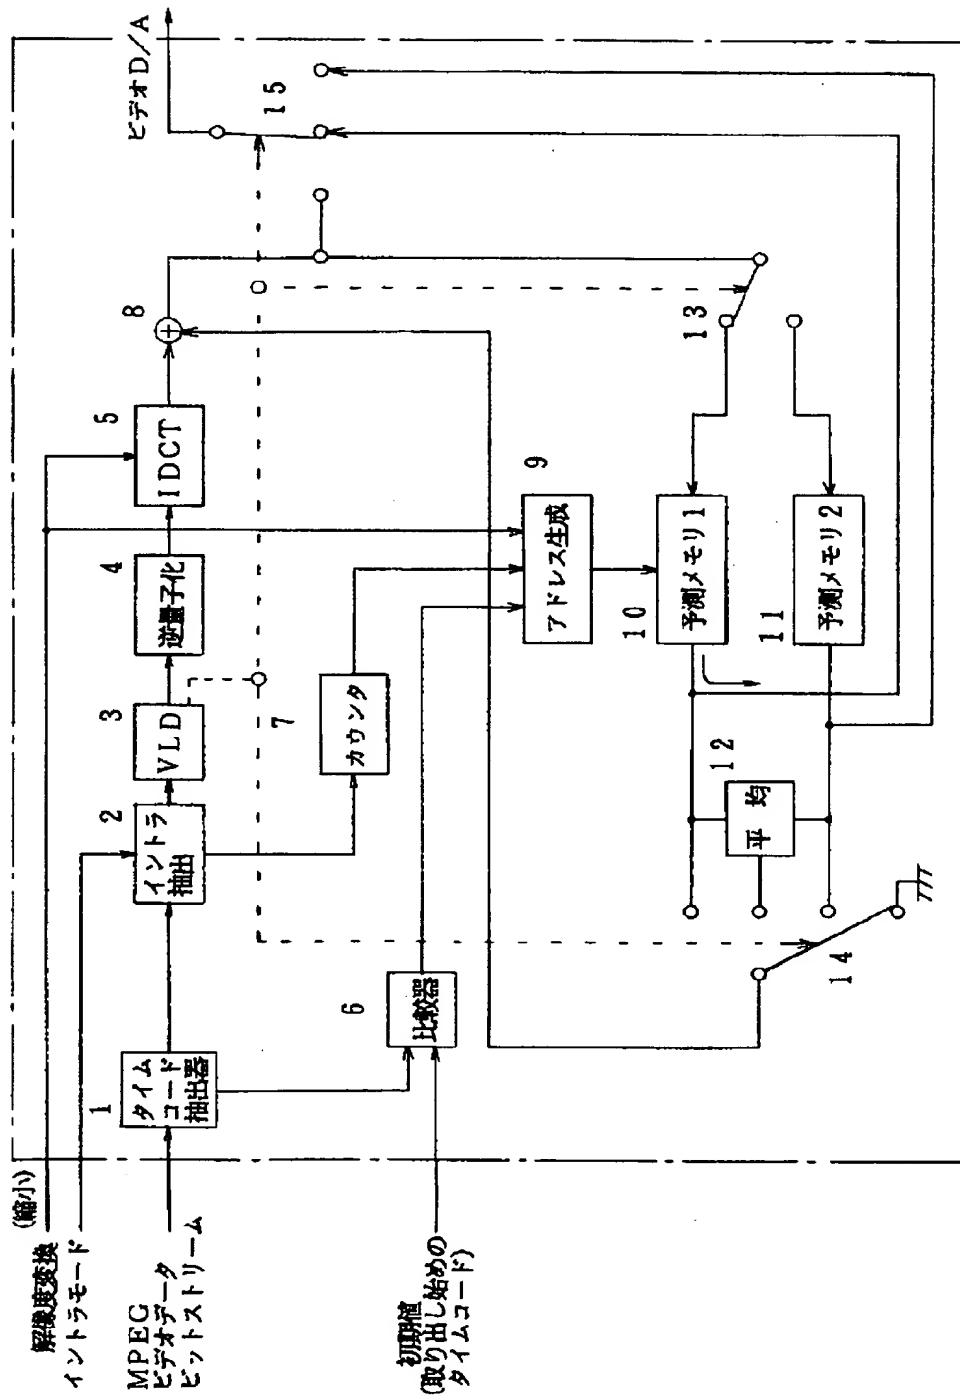 解像度変換
(縮小)
イントラモード
MPEG
ビデオデータ
ビットストリーム
初期値
(取り出し始めの
タイムコード)
1
タイム
コード
抽出器
2
イントラ
抽出
3
VLD
4
逆量子化
5
IDCT
6
比較器
7
カウンタ
8
+
9
アドレス生成
10
予測メモリ1
11
予測メモリ2
12
平均
13
14
15
ビデオD/A